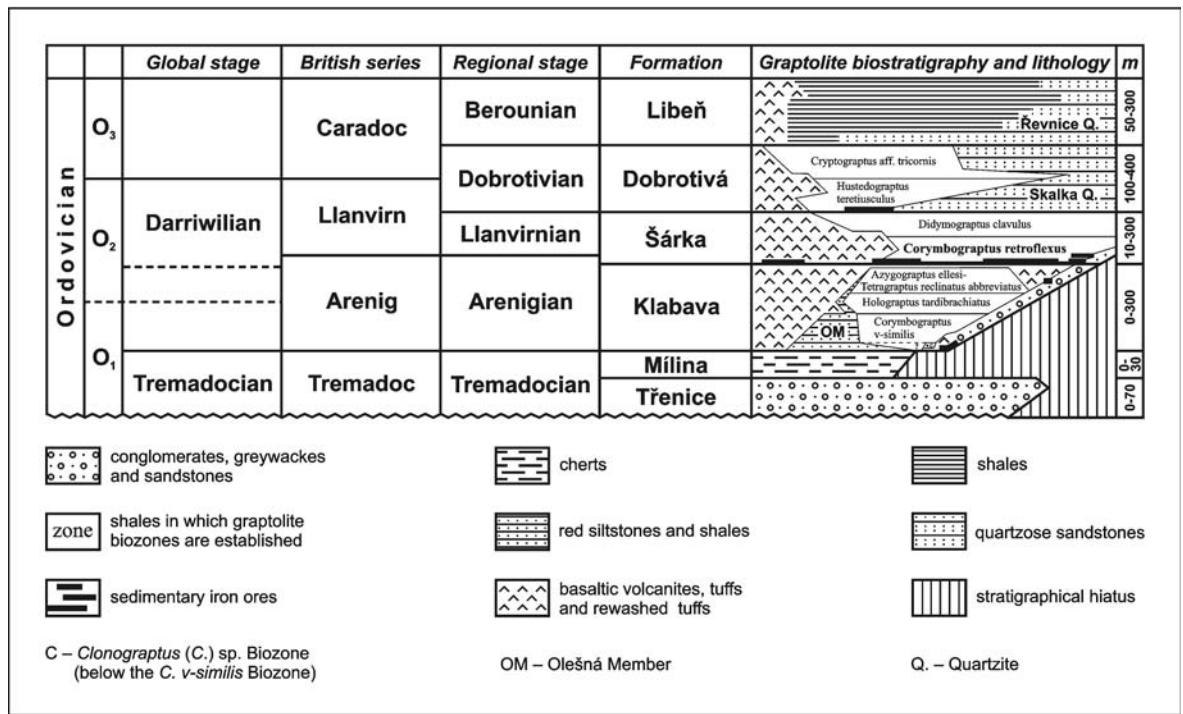 Global stage British series Regional stage Formation Graptolite biostratigraphy and lithology m
Ordovician
O3
O2
O1
Darriwilian
Tremadocian
Caradoc
Llanvirn
Arenig
Tremadoc
Berounian
Dobrotivian
Llanvirnian
Arenigian
Tremadocian
Libeň
Dobrotivá
Šárka
Klabava
Mílina
Třenice
Řevnice Q.
Cryptograptus aff. tricornis
Hustedograptus
teretiusculus
Skalka Q.
Didymograptus clavulus
Corymbograptus retroflexus
Azygograptus ellesi-
Tetragraptus reclinatus abbreviatus
Holograptus tardibrachiatus
Corymbograptus
v-similis
OM
C
50-300
100-400
10-300
0-300
0-
30
0-70
conglomerates, greywackes
and sandstones
cherts
shales
zone
shales in which graptolite
biozones are established
red siltstones and shales
quartzose sandstones
sedimentary iron ores
basaltic volcanites, tuffs
and rewashed tuffs
stratigraphical hiatus
C – Clonograptus (C.) sp. Biozone
(below the C. v-similis Biozone)
OM – Olešná Member
Q. – Quartzite